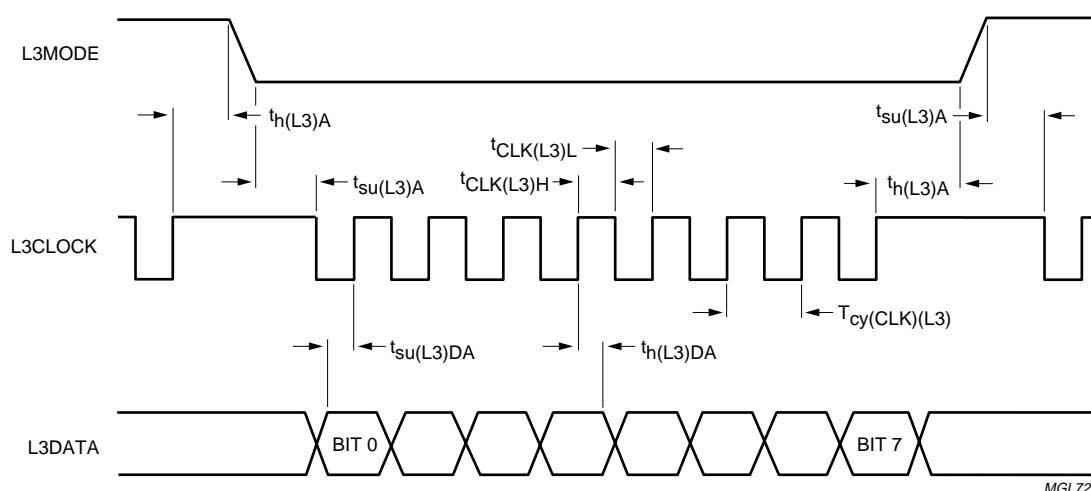 L3MODE
th(L3)A
tsu(L3)A
tCLK(L3)L
tCLK(L3)H
tsu(L3)A
th(L3)A
L3CLOCK
Tcy(CLK)(L3)
tsu(L3)DA
th(L3)DA
L3DATA
BIT 0
BIT 7